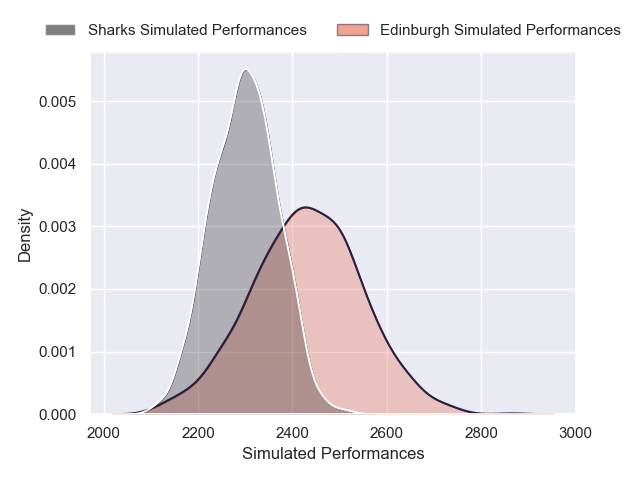 Sharks Simulated Performances
Edinburgh Simulated Performances
Density
0.005
0.004
0.003
0.002
0.001
0.000
2000 2200 2400 2600 2800 3000
Simulated Performances